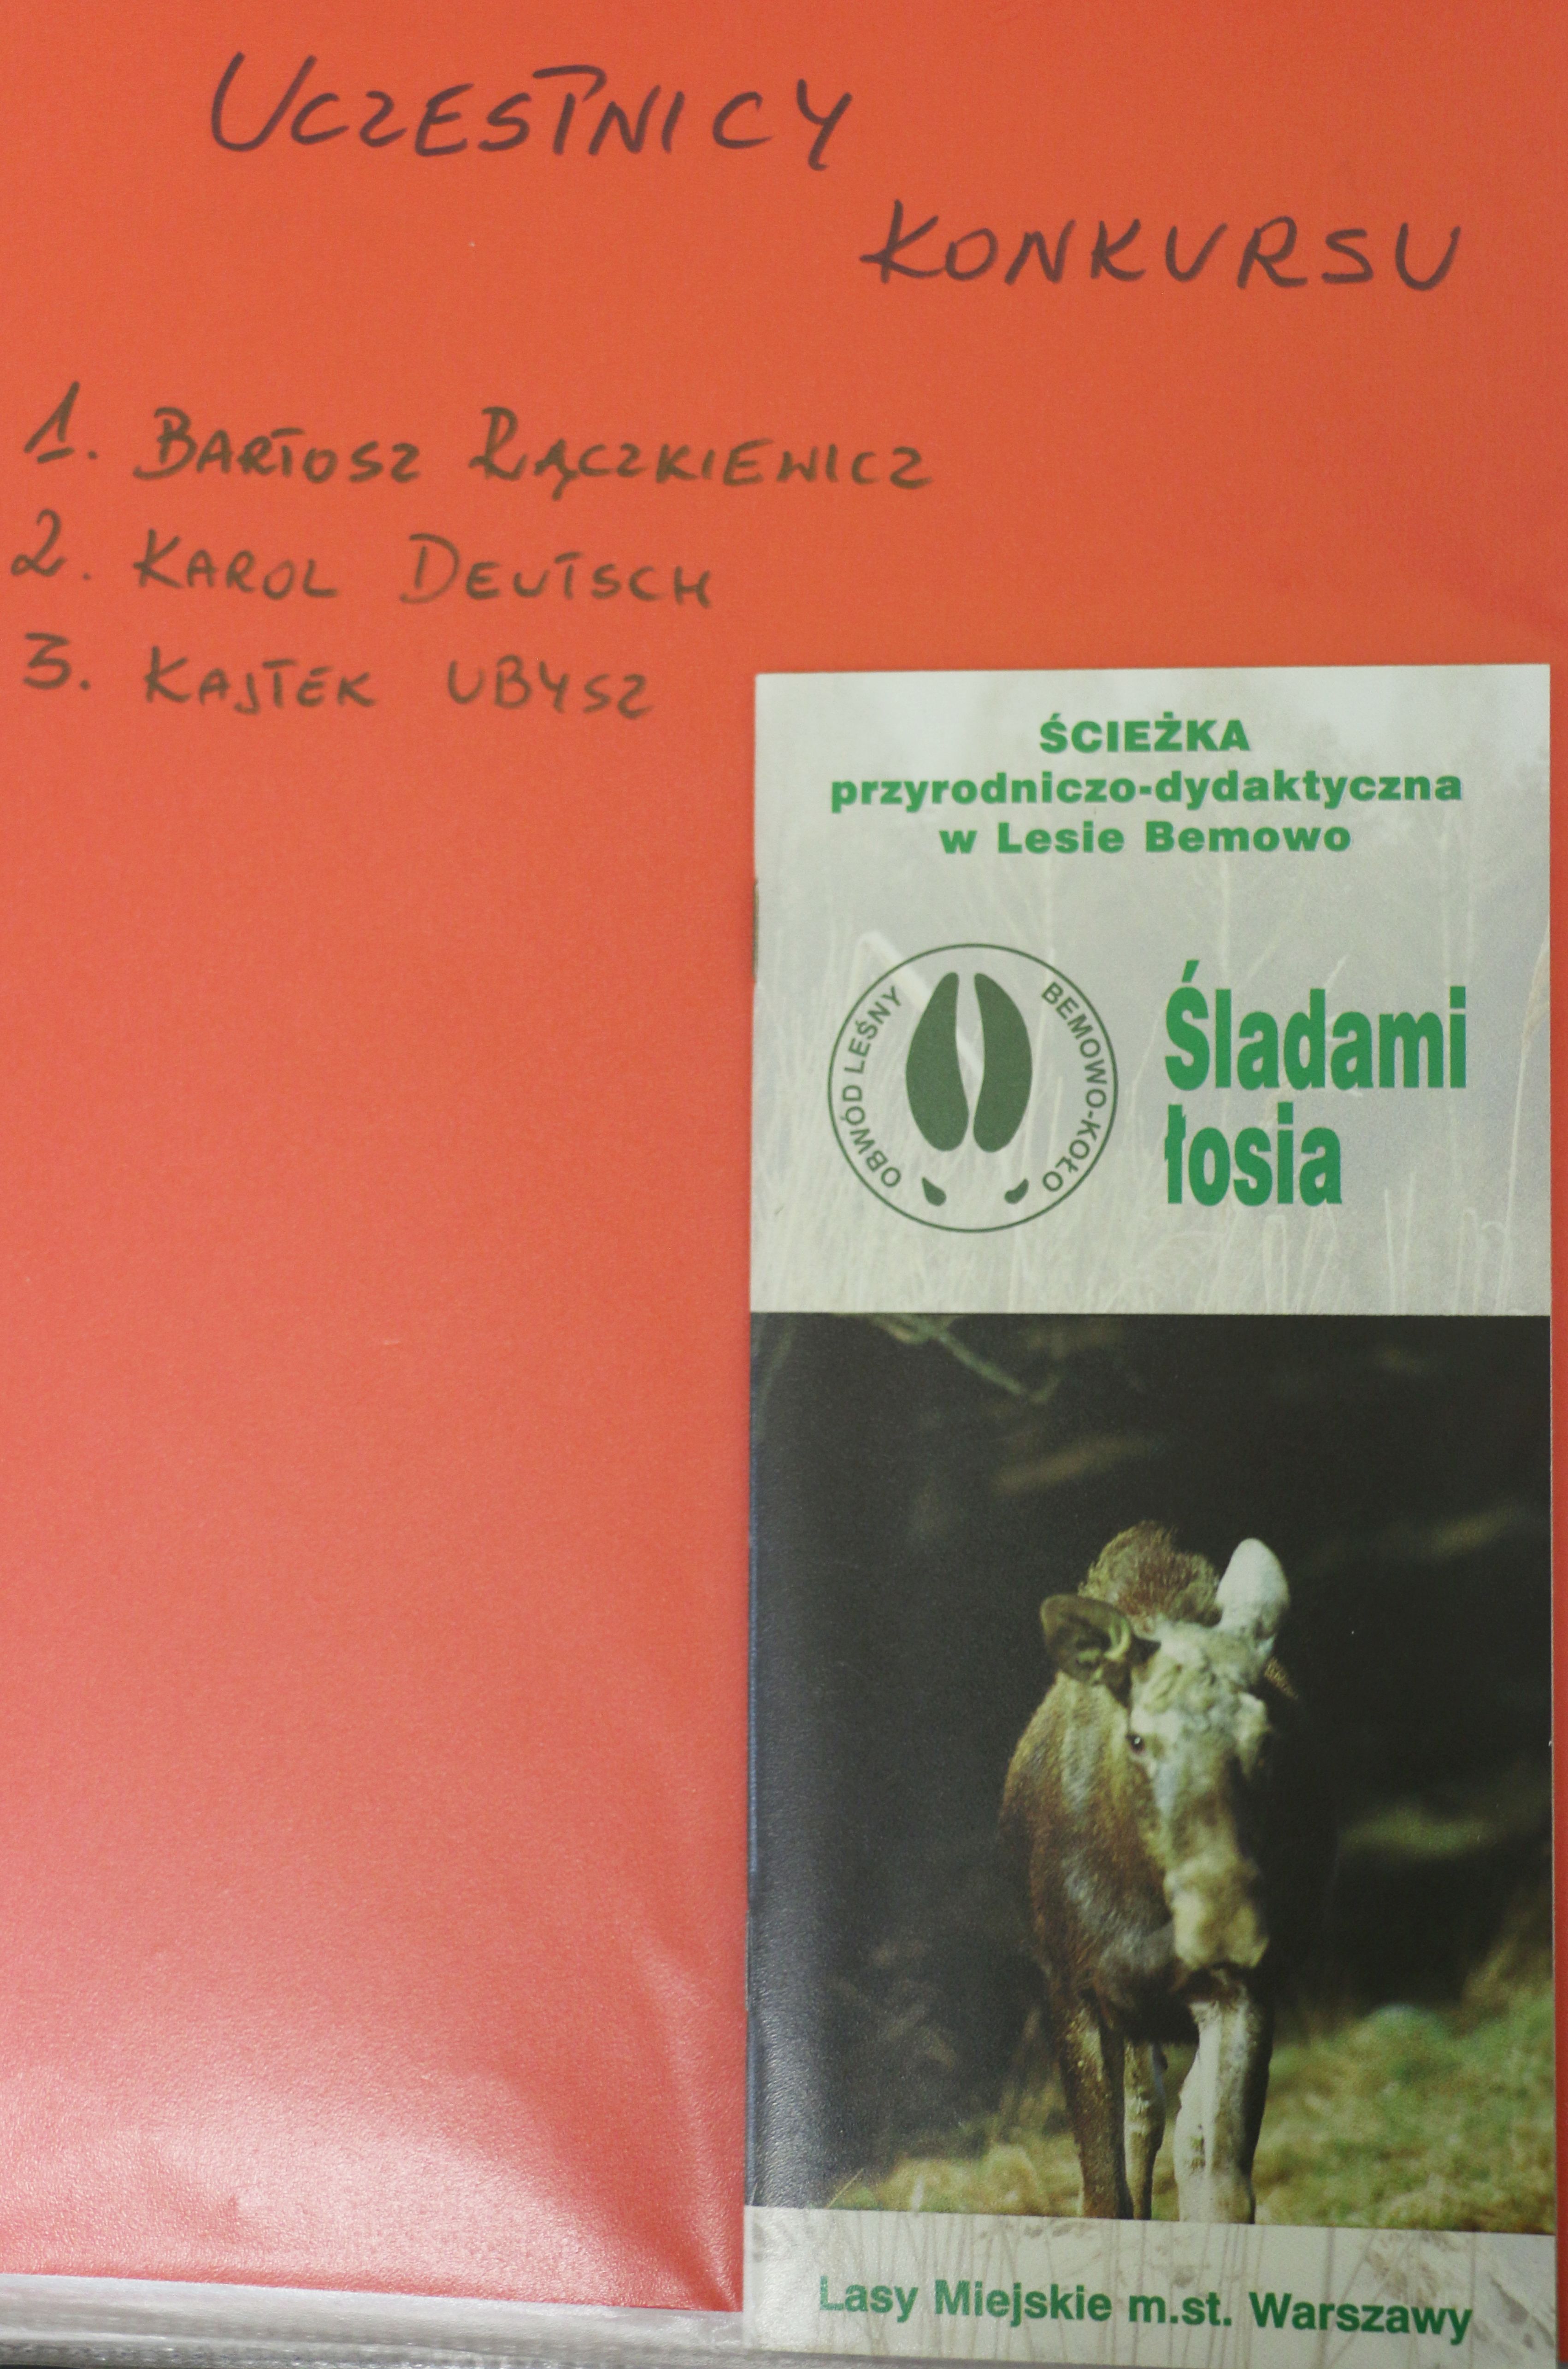 UCZESTNICY
KONKURSU
1. BARTOSZ RĄCZKIEWICZ
2. KAROL DEUTSCH
3. KAJTEK UBYSZ
ŚCIEŻKA
przyrodniczo-dydaktyczna
w Lesie Bemowo
OBWÓD LEŚNY BEMOWO-KOŁO
Śladami
łosia
Lasy Miejskie m.st. Warszawy